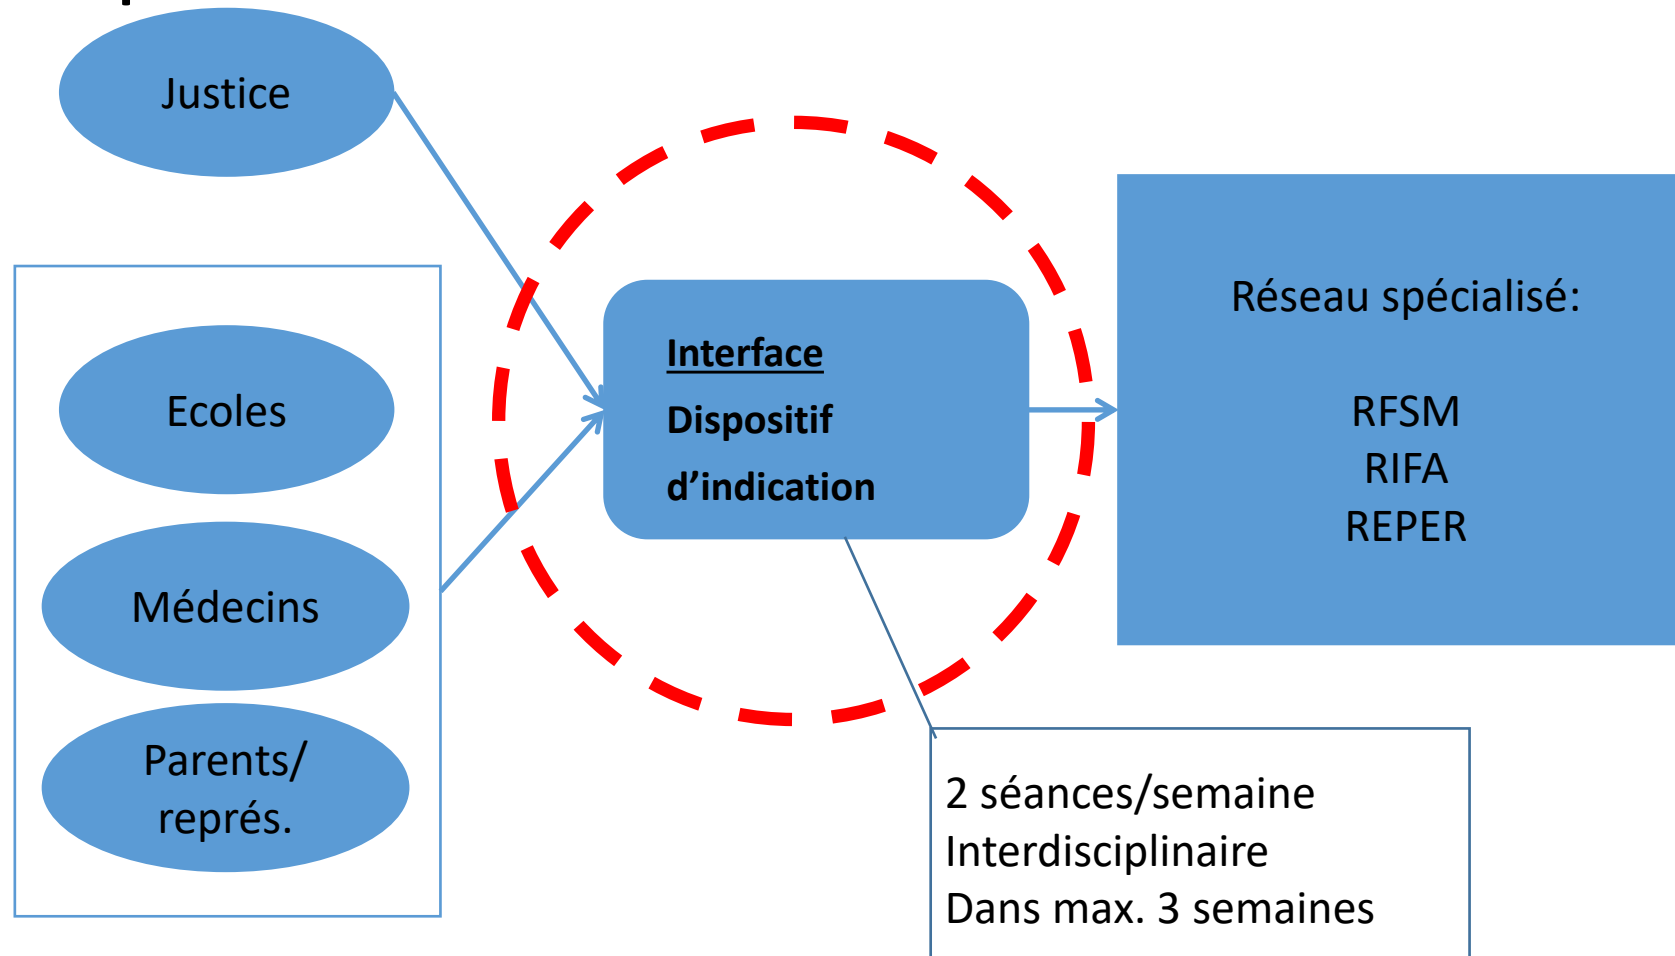 Justice
Ecoles
Médecins
Parents/
représ.
Interface
Dispositif
d’indication
Réseau spécialisé:
RFSM
RIFA
REPER
2 séances/semaine
Interdisciplinaire
Dans max. 3 semaines